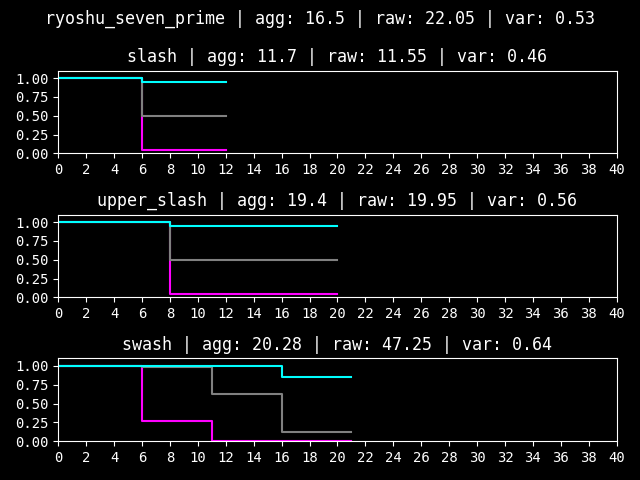 ryoshu_seven_prime | agg: 16.5 | raw: 22.05 | var: 0.53
slash | agg: 11.7 | raw: 11.55 | var: 0.46
1.00
0.75
0.50
0.25
0.00
0 2 4 6 8 10 12 14 16 18 20 22 24 26 28 30 32 34 36 38 40
upper_slash | agg: 19.4 | raw: 19.95 | var: 0.56
1.00
0.75
0.50
0.25
0.00
0 2 4 6 8 10 12 14 16 18 20 22 24 26 28 30 32 34 36 38 40
swash | agg: 20.28 | raw: 47.25 | var: 0.64
1.00
0.75
0.50
0.25
0.00
0 2 4 6 8 10 12 14 16 18 20 22 24 26 28 30 32 34 36 38 40